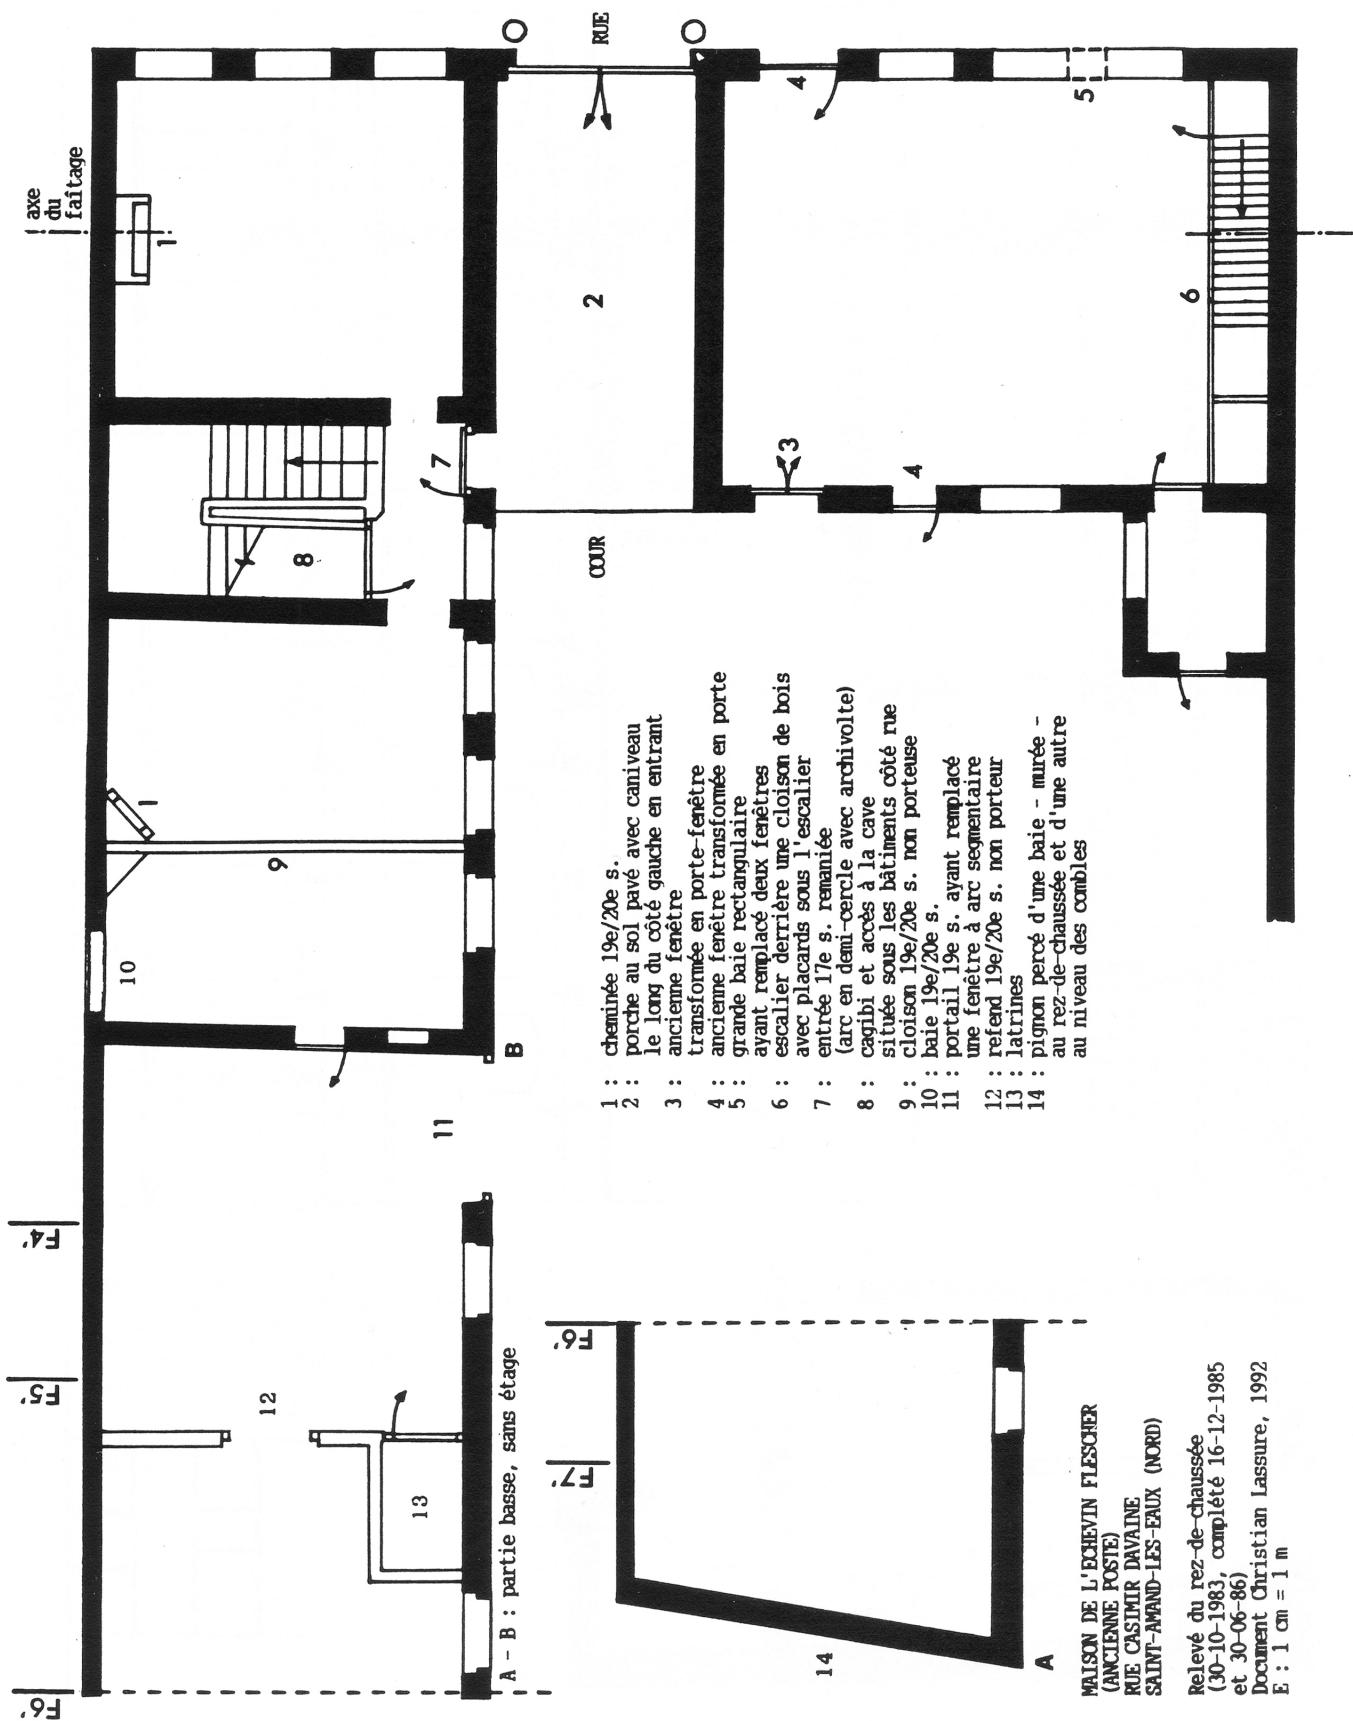 axe
du
faîtage
1
RUE
2
3
4
4
5
6
7
8
COUR
1
9
10
11
B
12
13
F4'
F5'
F6'
F6'
F7'
14
A
A - B : partie basse, sans étage
1 : cheminée 19e/20e s.
2 : porche au sol pavé avec caniveau
le long du côté gauche en entrant
3 : ancienne fenêtre
transformée en porte-fenêtre
4 : ancienne fenêtre transformée en porte
5 : grande baie rectangulaire
ayant remplacé deux fenêtres
6 : escalier derrière une cloison de bois
avec placards sous l'escalier
7 : entrée 17e s. remaniée
(arc en demi-cercle avec archivolte)
8 : cagibi et accès à la cave
située sous les bâtiments côté rue
9 : cloison 19e/20e s. non porteuse
10 : baie 19e/20e s.
11 : portail 19e s. ayant remplacé
une fenêtre à arc segmentaire
12 : refend 19e/20e s. non porteur
13 : latrines
14 : pignon percé d'une baie - murée -
au rez-de-chaussée et d'une autre
au niveau des combles
MAISON DE L'ECHEVIN FLESCHER
(ANCIENNE POSTE)
RUE CASIMIR DAVAINE
SAINT-AMAND-LES-EAUX (NORD)
Relevé du rez-de-chaussée
(30-10-1983, complété 16-12-1985
et 30-06-86)
Document Christian Lassure, 1992
E : 1 cm = 1 m